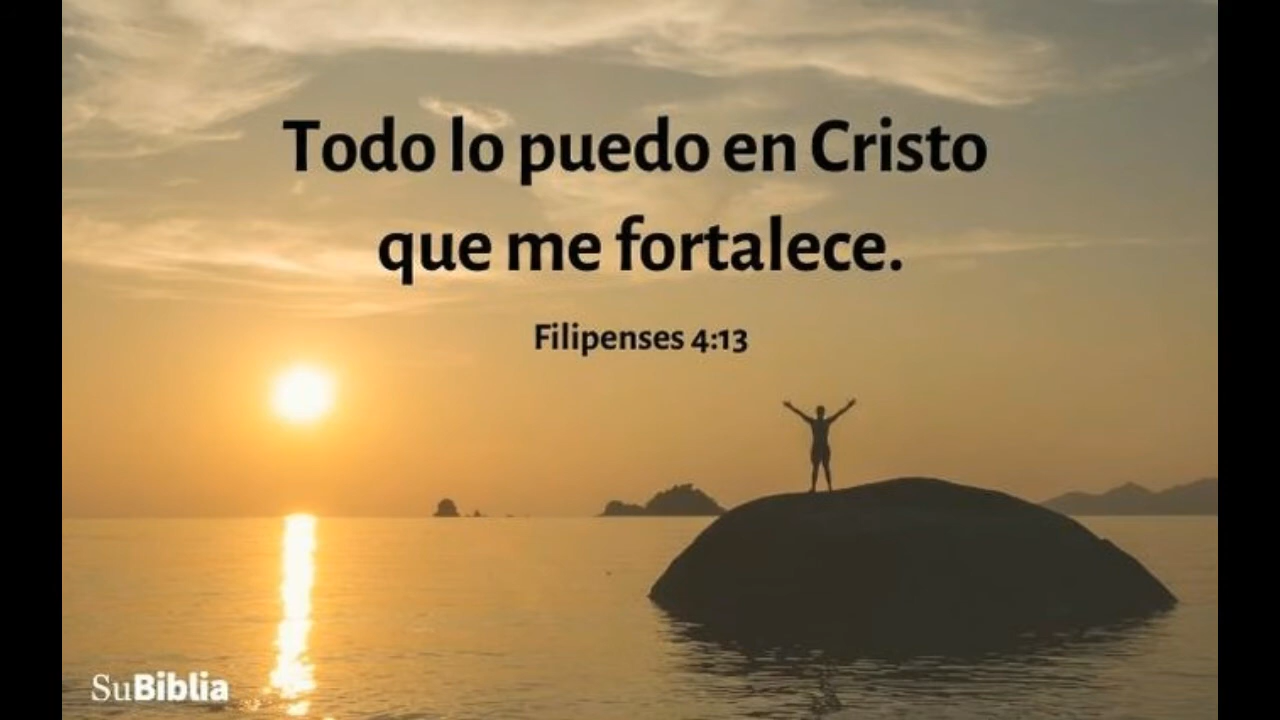 Todo lo puedo en Cristo
que me fortalece.
Filipenses 4:13
SuBiblia